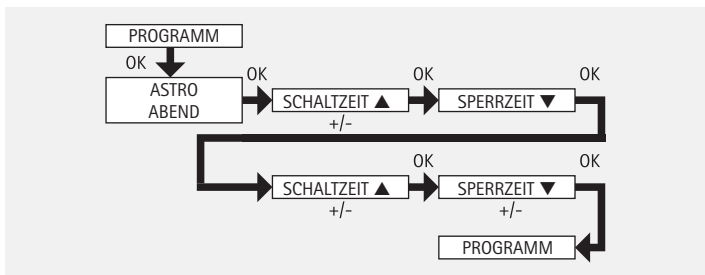 PROGRAMM
OK
ASTRO
ABEND
OK
SCHALTZEIT ▲
+/-
OK
SPERRZEIT ▼
OK
SCHALTZEIT ▲
+/-
OK
SPERRZEIT ▼
+/-
OK
PROGRAMM